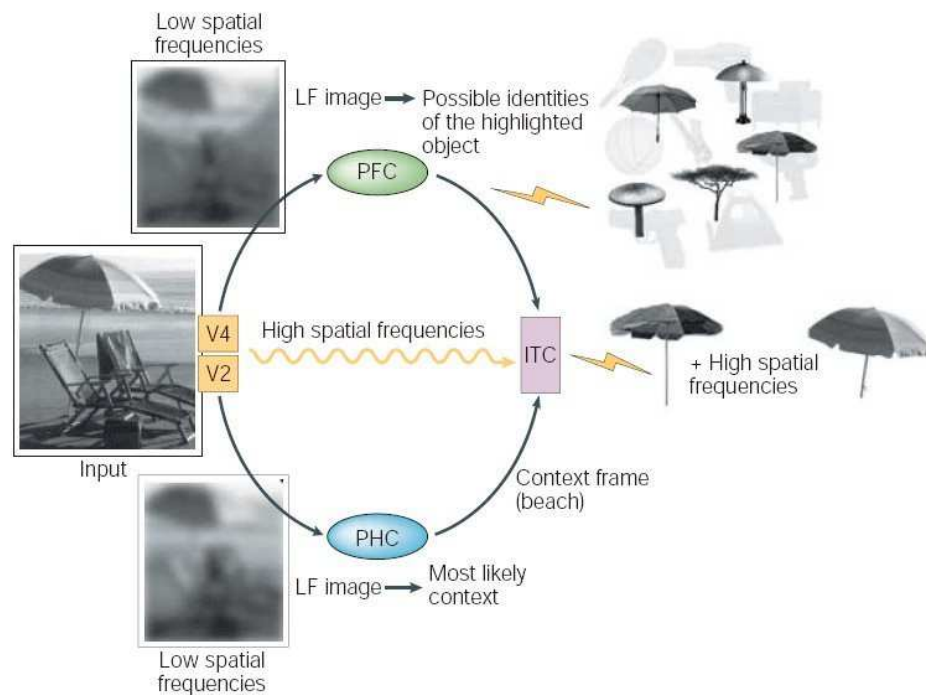 Low spatial
frequencies
LF image
Possible identities
of the highlighted
object
PFC
V4
High spatial frequencies
ITC
V2
+ High spatial
frequencies
Input
Context frame
(beach)
PHC
LF image
Most likely
context
Low spatial
frequencies